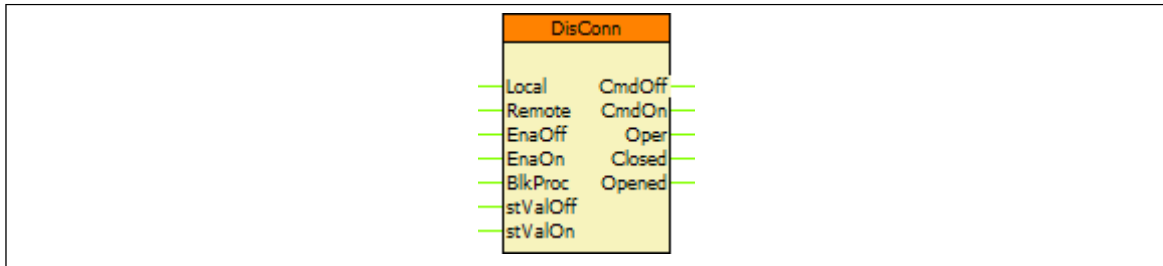 DisConn
Local CmdOff
Remote CmdOn
EnaOff Oper
EnaOn Closed
BlkProc Opened
stValOff
stValOn